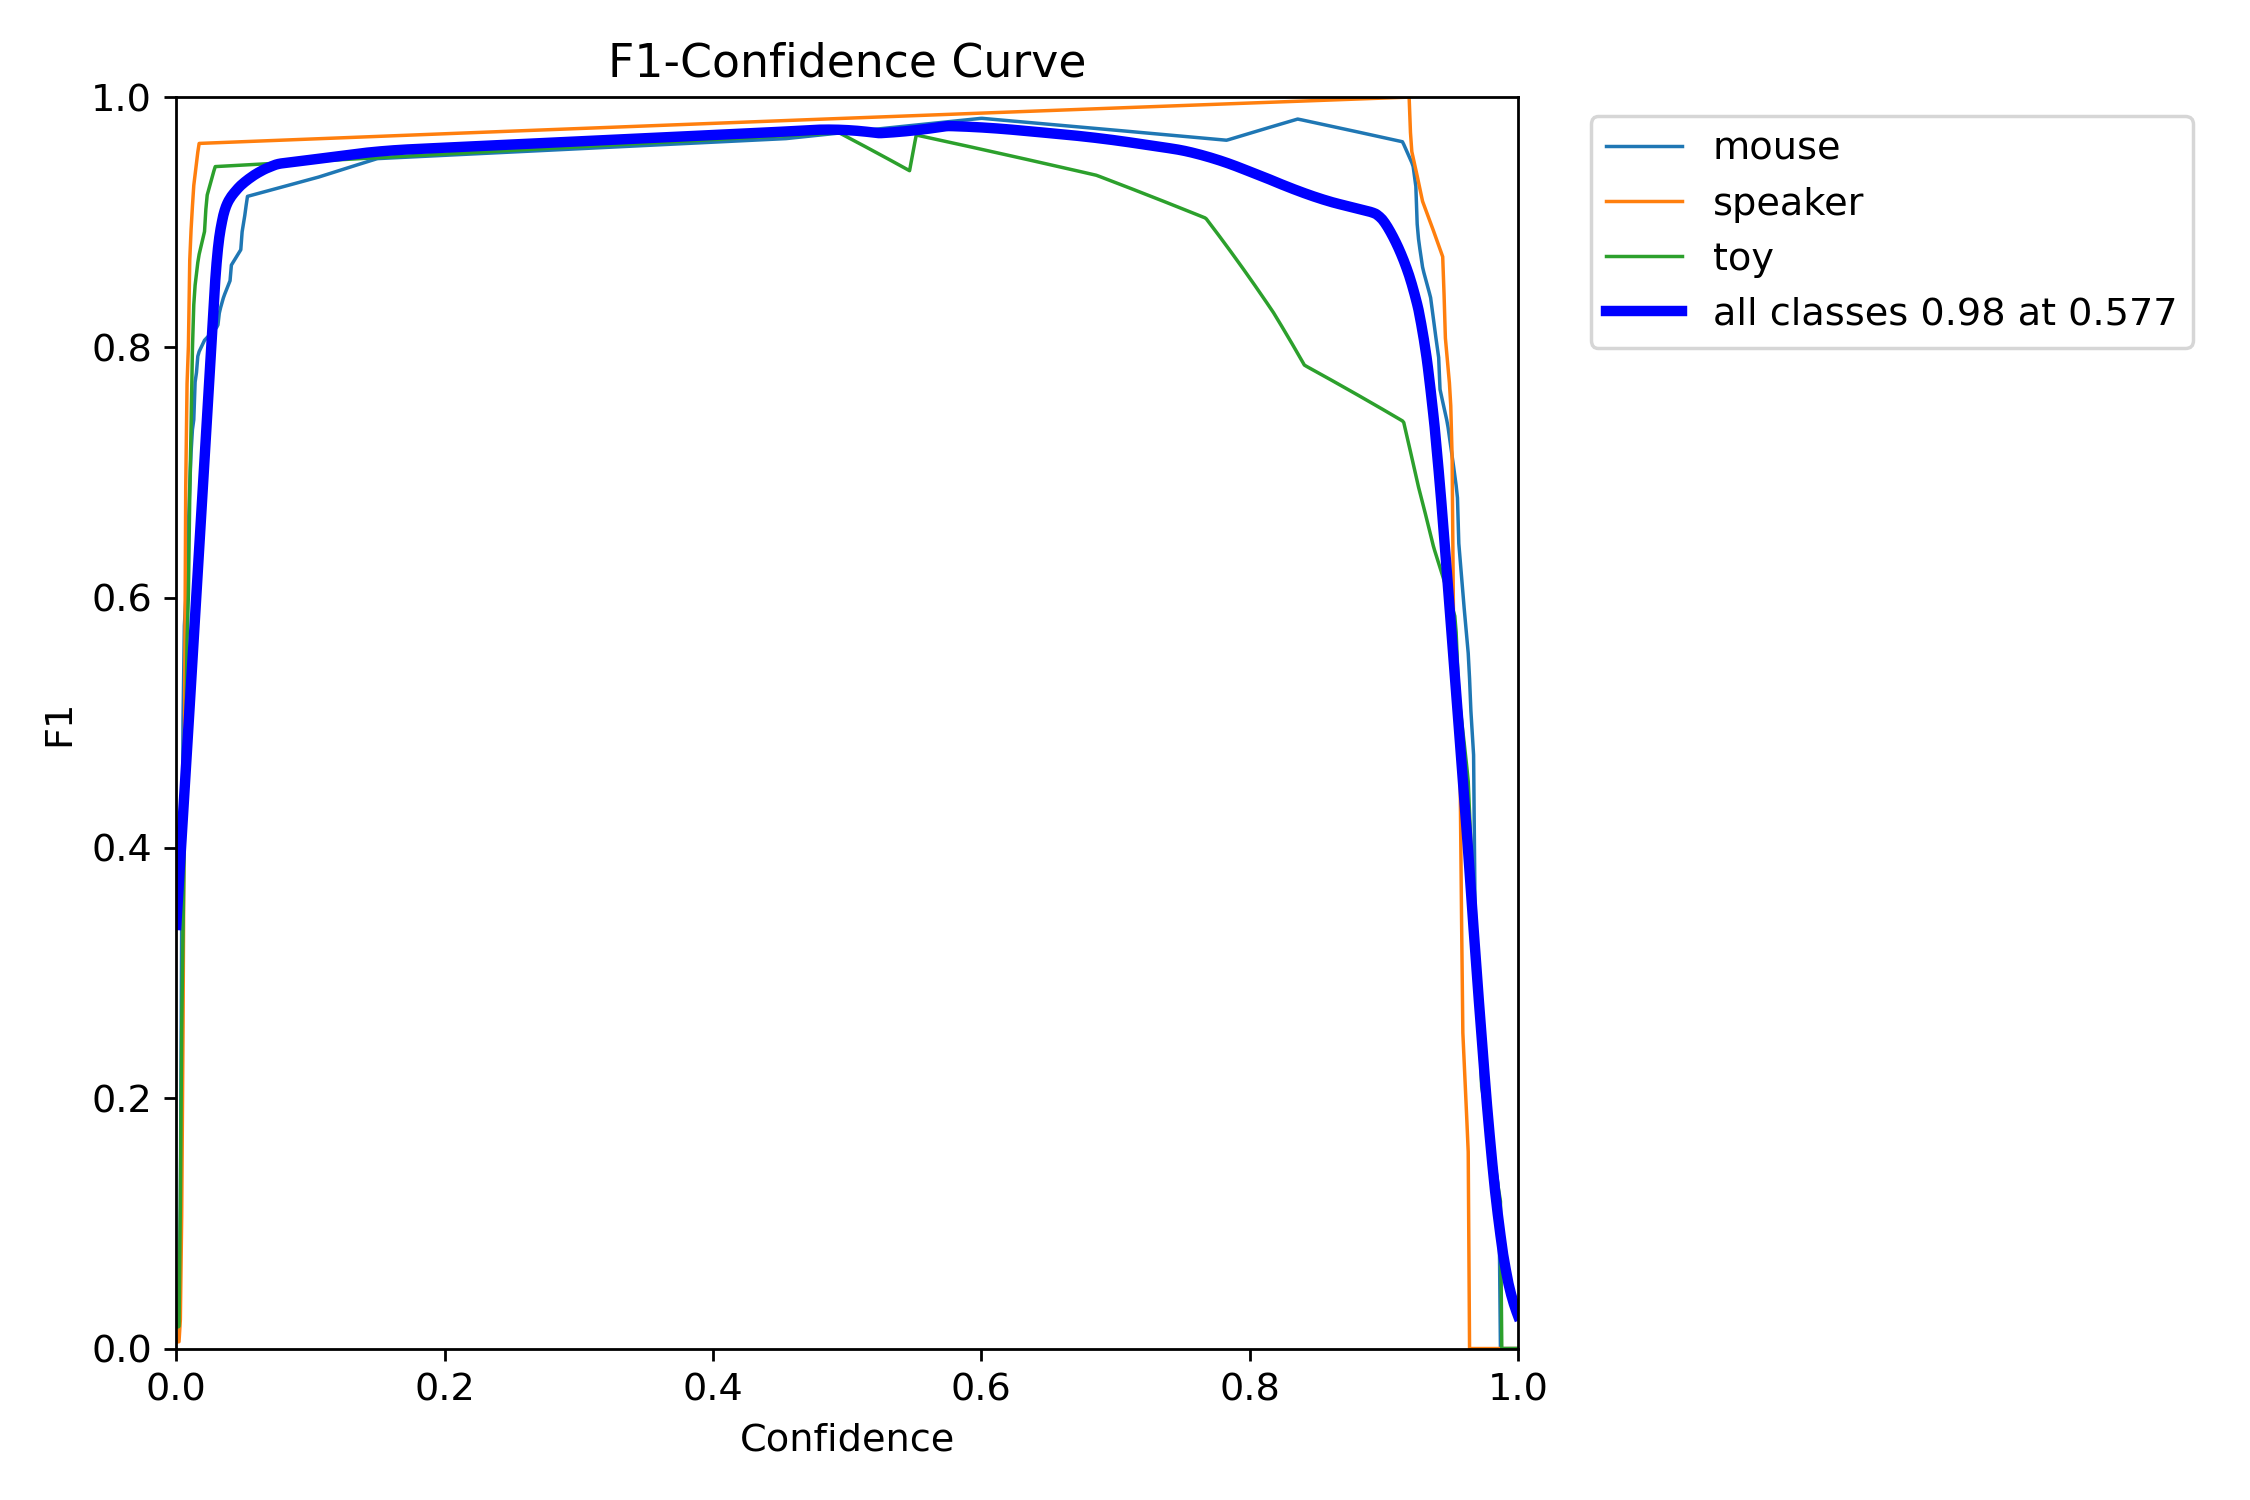 F1-Confidence Curve
1.0
0.8
0.6
0.4
0.2
0.0
F1
0.0 0.2 0.4 0.6 0.8 1.0
Confidence
mouse
speaker
toy
all classes 0.98 at 0.577